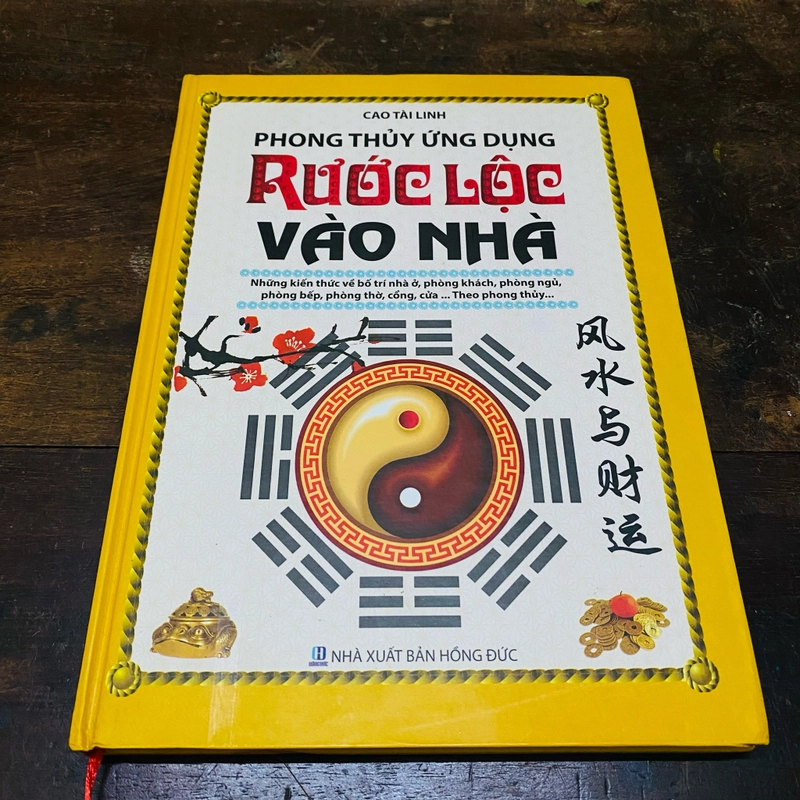 CAO TÀI LINH
PHONG THỦY ỨNG DỤNG
RƯỚC LỘC
VÀO NHÀ
Những kiến thức về bố trí nhà ở, phòng khách, phòng ngủ,
phòng bếp, phòng thờ, cổng, cửa ... Theo phong thủy...
风水与财运
NHÀ XUẤT BẢN HỒNG ĐỨC